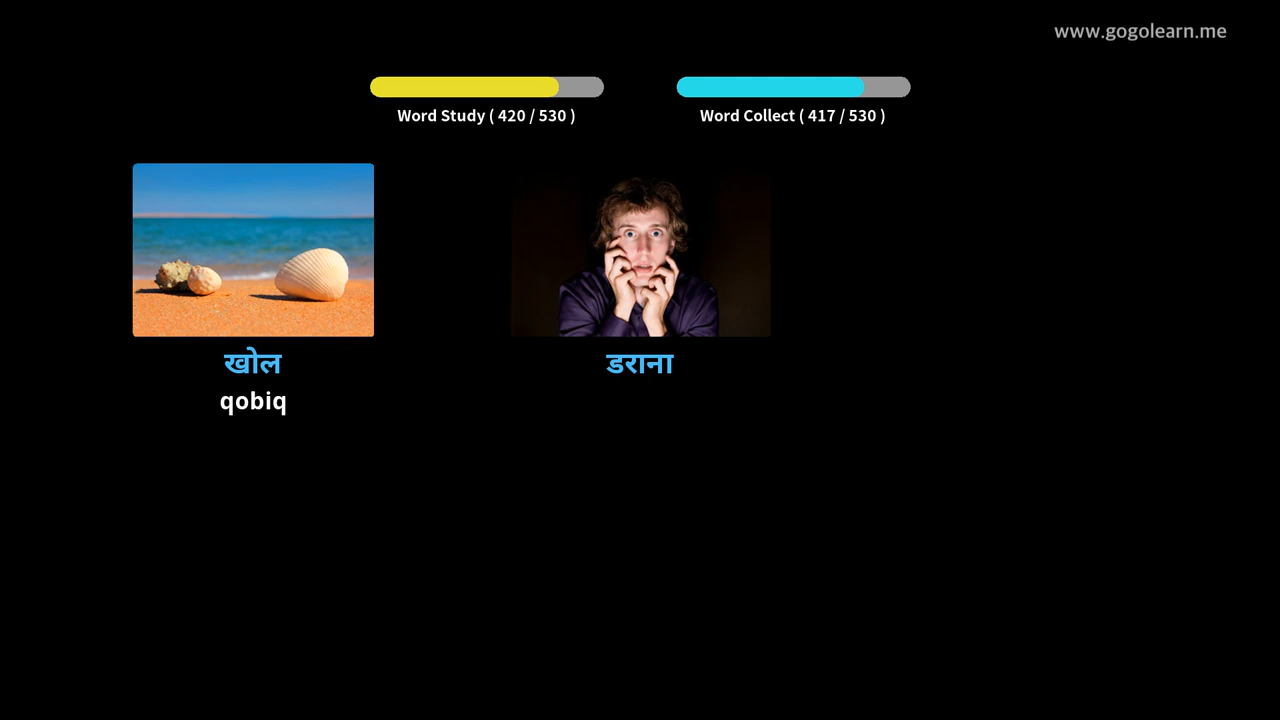 www.gogolearn.me
Word Study ( 420 / 530 )
Word Collect ( 417 / 530 )
खोल
qobiq
डराना